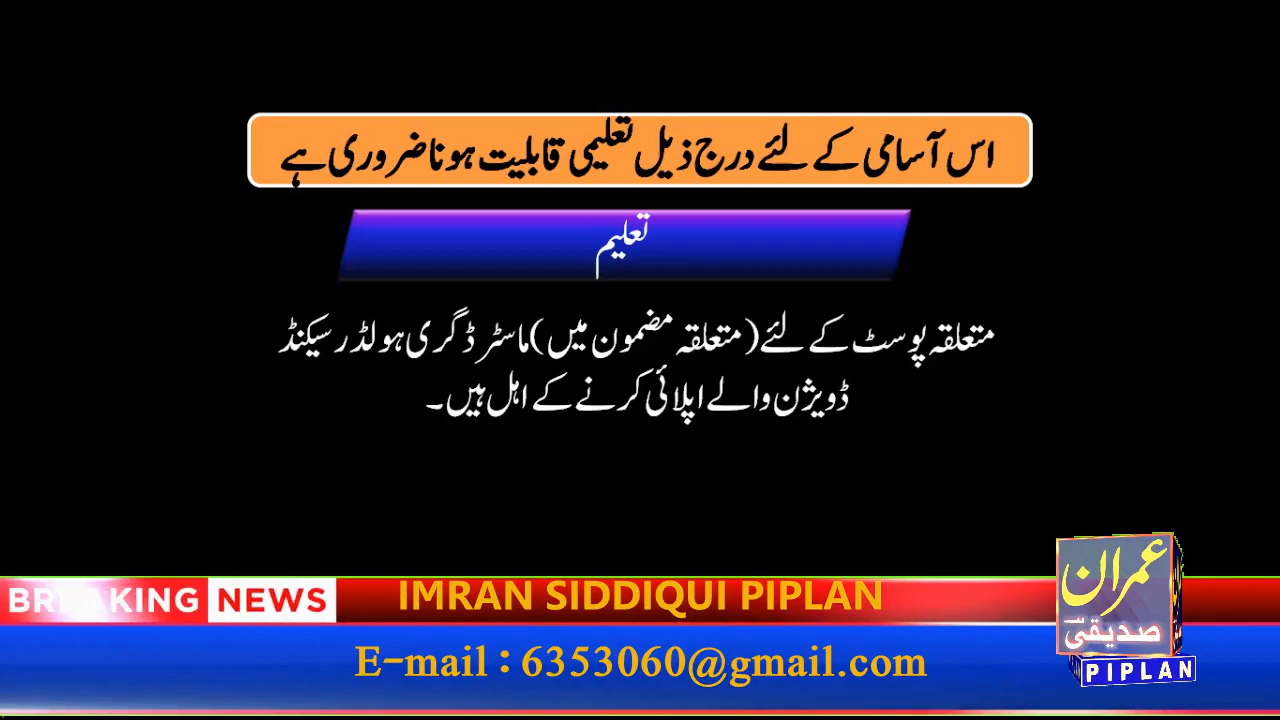 اس آسامی کے لئے درج ذیل تعلیمی قابلیت ہونا ضروری ہے
تعلیم
متعلقہ پوسٹ کے لئے (متعلقہ مضمون میں) ماسٹر ڈگری ہولڈر سیکنڈ
ڈویژن والے اپلائی کرنے کے اہل ہیں۔
BREAKING NEWS
IMRAN SIDDIQUI PIPLAN
E-mail : 6353060@gmail.com
عمران
صدیقی
PIPLAN